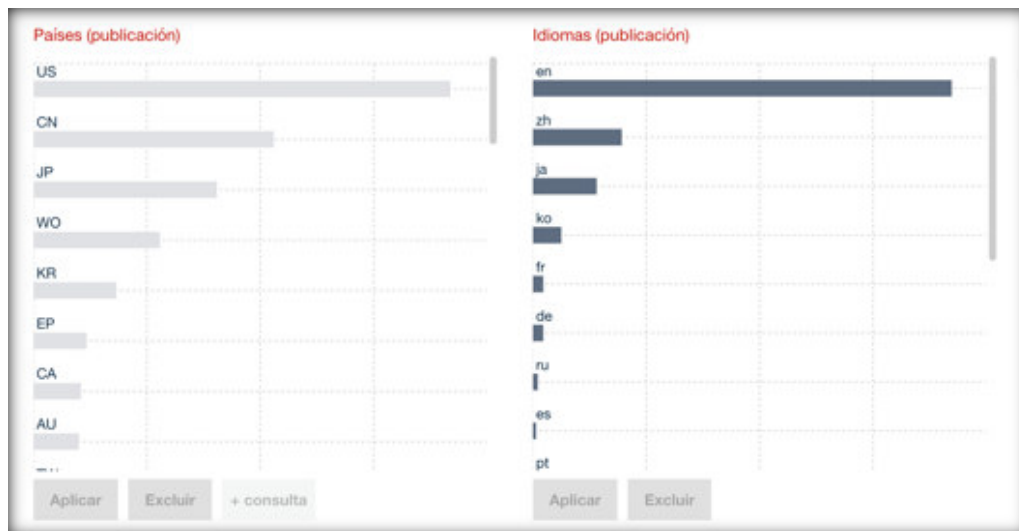 Países (publicación)
US
CN
JP
WO
KR
EP
CA
AU
Aplicar Excluir + consulta
Idiomas (publicación)
en
zh
ja
ko
fr
de
ru
es
pt
Aplicar Excluir